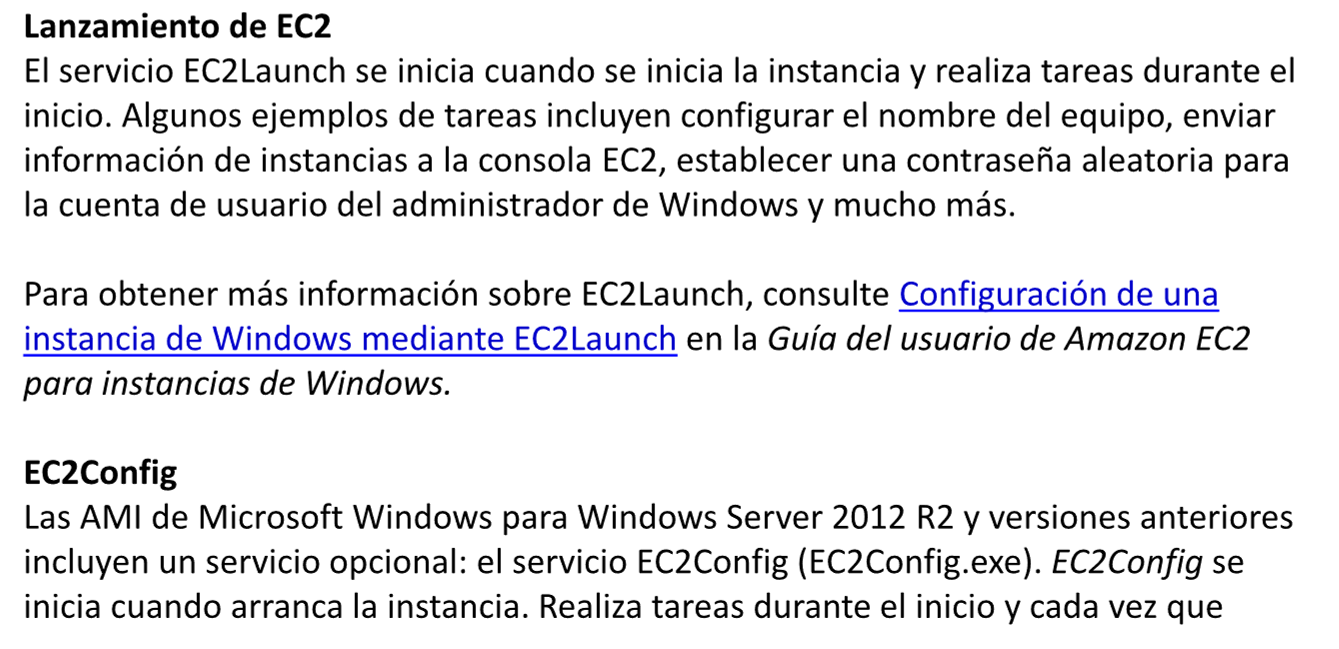 Lanzamiento de EC2
El servicio EC2Launch se inicia cuando se inicia la instancia y realiza tareas durante el
inicio. Algunos ejemplos de tareas incluyen configurar el nombre del equipo, enviar
información de instancias a la consola EC2, establecer una contraseña aleatoria para
la cuenta de usuario del administrador de Windows y mucho más.
Para obtener más información sobre EC2Launch, consulte Configuración de una
instancia de Windows mediante EC2Launch en la Guía del usuario de Amazon EC2
para instancias de Windows.
EC2Config
Las AMI de Microsoft Windows para Windows Server 2012 R2 y versiones anteriores
incluyen un servicio opcional: el servicio EC2Config (EC2Config.exe). EC2Config se
inicia cuando arranca la instancia. Realiza tareas durante el inicio y cada vez que